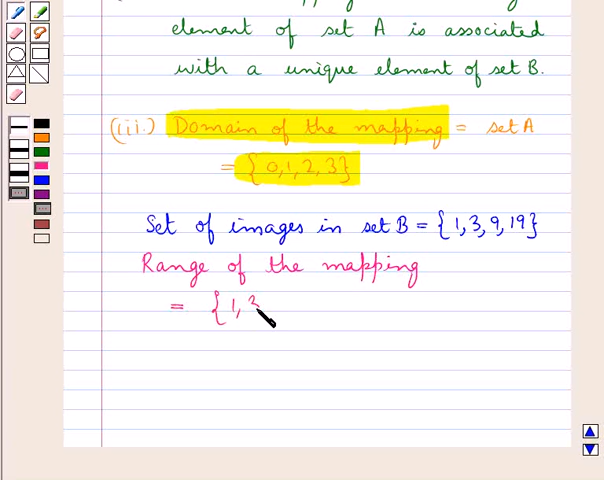 element of set A is associated
with a unique element of set B.
(iii.) Domain of the mapping = set A
= {0,1,2,3}
Set of images in set B = {1,3,9,19}
Range of the mapping
= {1,3